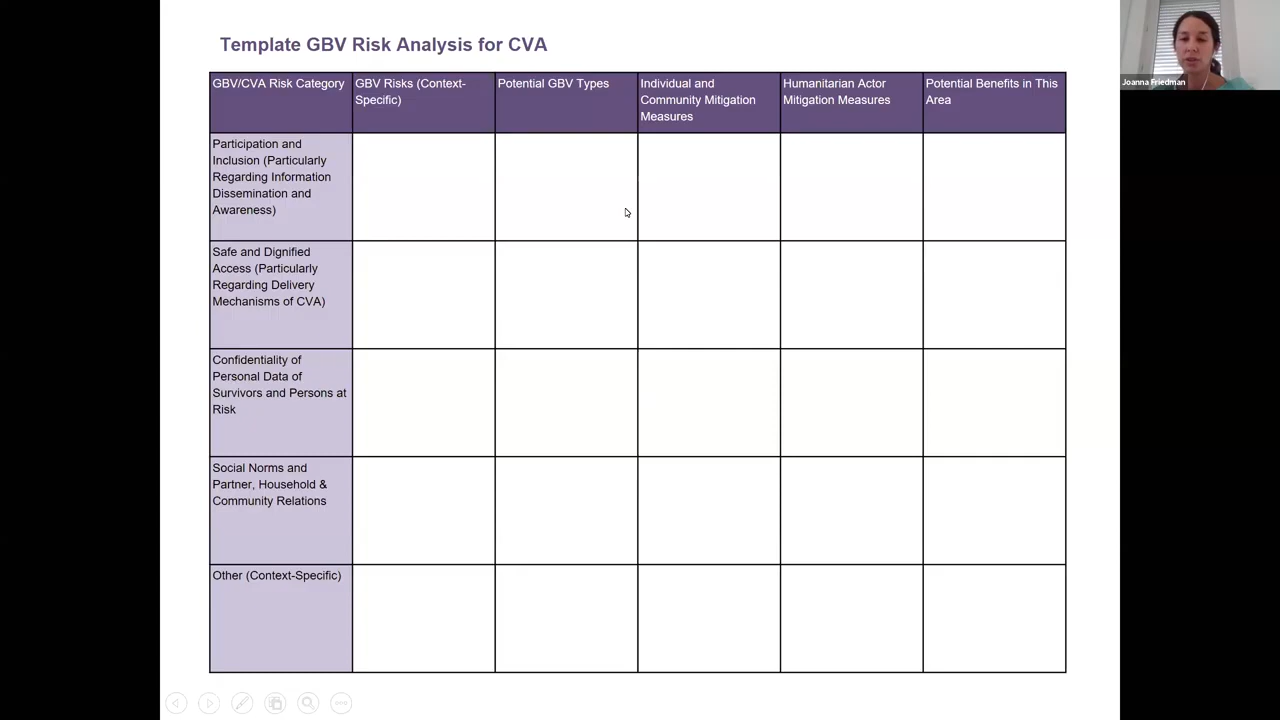 Template GBV Risk Analysis for CVA
Joanna Friedman
GBV/CVA Risk Category
GBV Risks (Context-
Specific)
Potential GBV Types
Individual and
Community Mitigation
Measures
Humanitarian Actor
Mitigation Measures
Potential Benefits in This
Area
Participation and
Inclusion (Particularly
Regarding Information
Dissemination and
Awareness)
Safe and Dignified
Access (Particularly
Regarding Delivery
Mechanisms of CVA)
Confidentiality of
Personal Data of
Survivors and Persons at
Risk
Social Norms and
Partner, Household &
Community Relations
Other (Context-Specific)